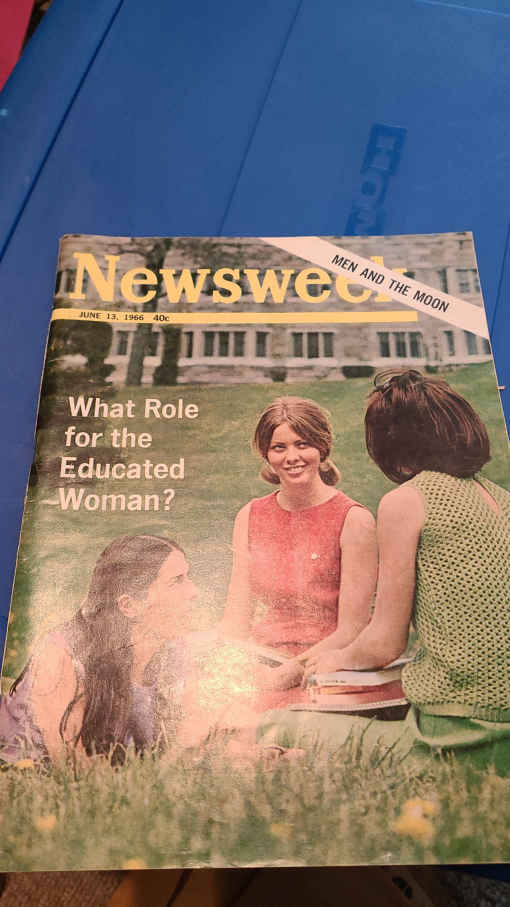 Newsweek
MEN AND THE MOON
JUNE 13, 1966 40c
What Role
for the
Educated
Woman?